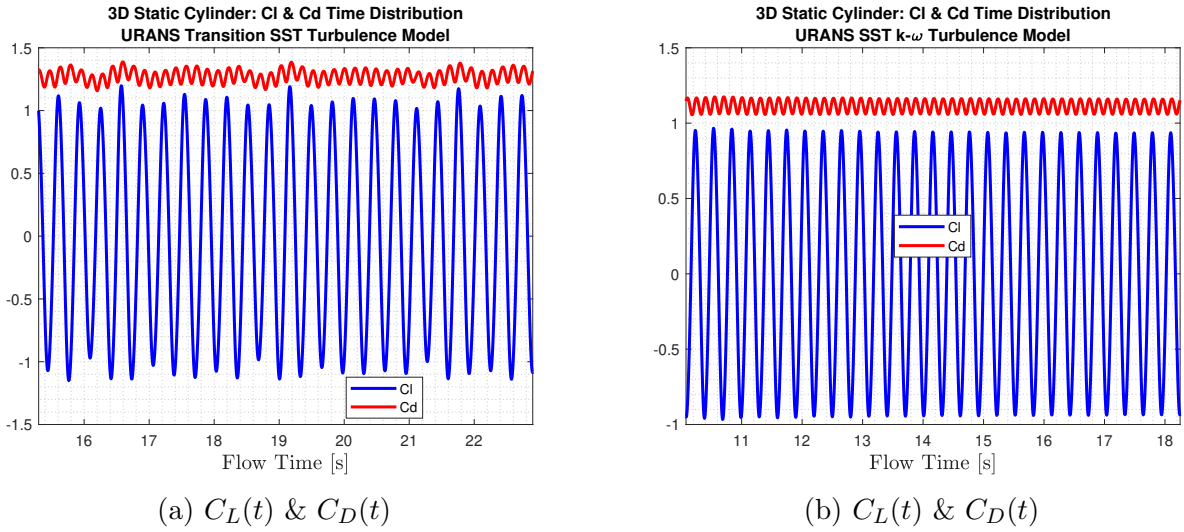 3D Static Cylinder: Cl & Cd Time Distribution
URANS Transition SST Turbulence Model
1.5
1
0.5
0
-0.5
-1
-1.5
16
17
18
19
20
21
22
Flow Time [s]
Cl
Cd
(a) C_L(t) & C_D(t)
3D Static Cylinder: Cl & Cd Time Distribution
URANS SST k-ω Turbulence Model
1.5
1
0.5
0
-0.5
-1
11
12
13
14
15
16
17
18
Flow Time [s]
Cl
Cd
(b) C_L(t) & C_D(t)